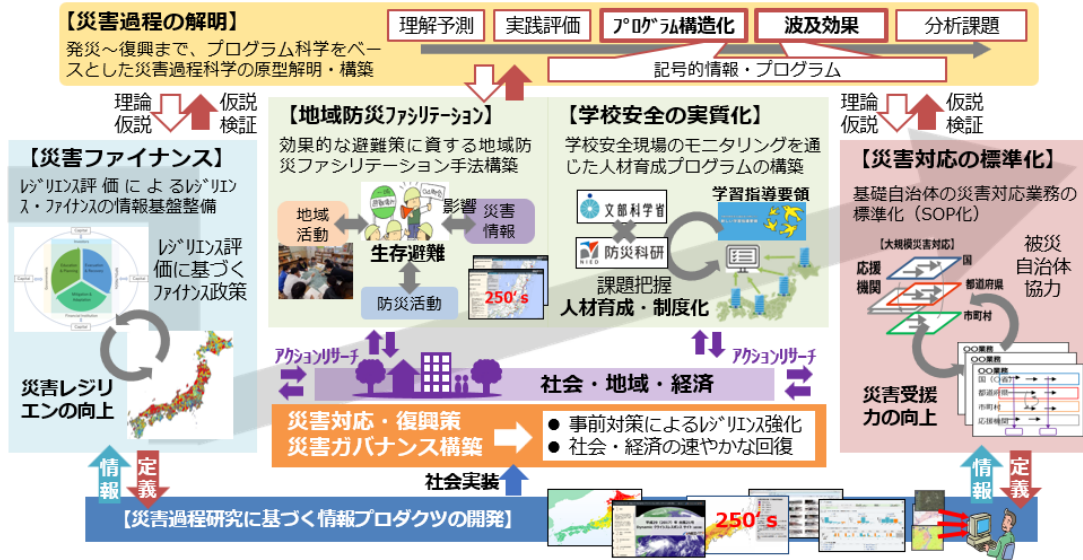 【災害過程の解明】
発災～復興まで、プログラム科学をベ
ースとした災害過程科学の原型解明・構築
理解予測
実践評価
プログラム構造化
波及効果
分析課題
記号的情報・プログラム
理論
仮説
仮説
検証
理論
仮説
仮説
検証
【災害ファイナンス】
レジリエンス評価によるレジリエン
ス・ファイナンスの情報基盤整備
レジリエンス評
価に基づく
ファイナンス政策
災害レジリ
エンの向上
【地域防災ファシリテーション】
効果的な避難策に資する地域防
災ファシリテーション手法構築
地域
活動
影響
災害
情報
生存避難
防災活動
250's
【学校安全の実質化】
学校安全現場のモニタリングを通
じた人材育成プログラムの構築
文部科学省
NIED
防災科研
学習指導要領
課題把握
人材育成・制度化
【災害対応の標準化】
基礎自治体の災害対応業務の
標準化（SOP化）
【大規模災害対応】
応援
機関
国
都道府県
市町村
被災
自治体
協力
〇〇業務
〇〇業務
国（〇省）
都道府県
市町村
応援機関
災害受援
力の向上
アクションリサーチ
アクションリサーチ
社会・地域・経済
災害対応・復興策
災害ガバナンス構築
● 事前対策によるレジリエンス強化
● 社会・経済の速やかな回復
情報
定義
社会実装
情報
定義
【災害過程研究に基づく情報プロダクツの開発】
250's